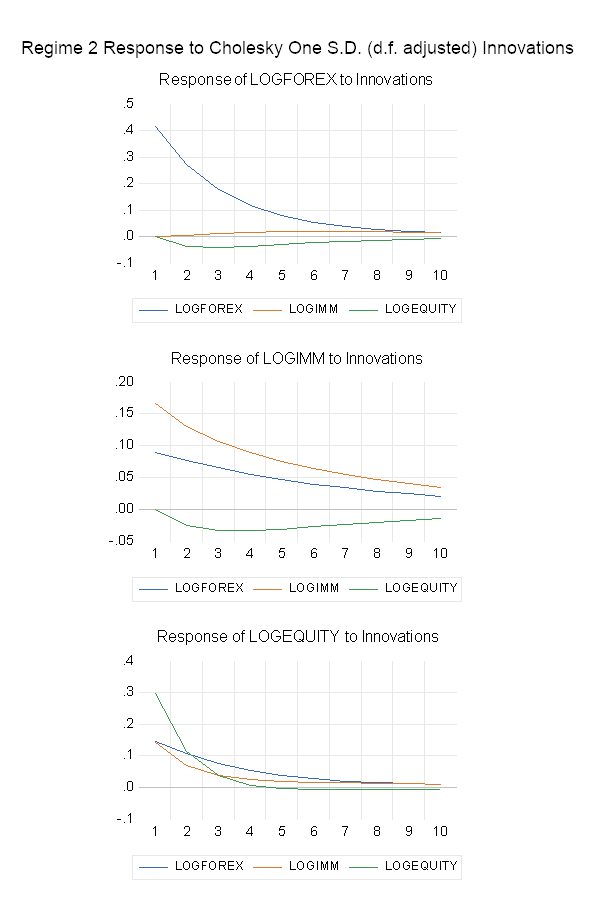 Regime 2 Response to Cholesky One S.D. (d.f. adjusted) Innovations
Response of LOGFOREX to Innovations
.5
.4
.3
.2
.1
.0
-.1
1 2 3 4 5 6 7 8 9 10
LOGFOREX LOGIMM LOGEQUITY
Response of LOGIMM to Innovations
.20
.15
.10
.05
.00
-.05
1 2 3 4 5 6 7 8 9 10
LOGFOREX LOGIMM LOGEQUITY
Response of LOGEQUITY to Innovations
.4
.3
.2
.1
.0
-.1
1 2 3 4 5 6 7 8 9 10
LOGFOREX LOGIMM LOGEQUITY